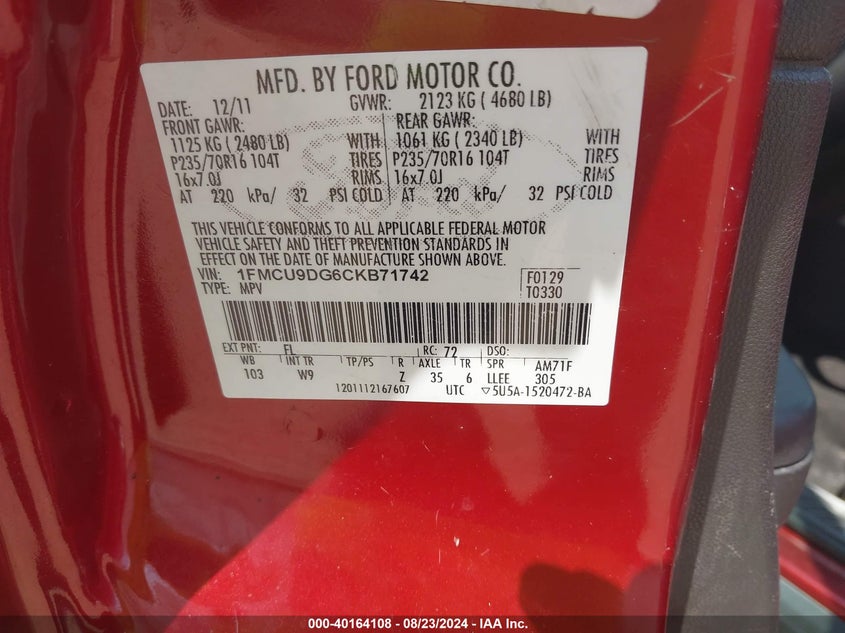 MFD. BY FORD MOTOR CO.
DATE: 12/11 GVWR: 2123 KG ( 4680 LB)
FRONT GAWR: REAR GAWR:
1125 KG ( 2480 LB) WITH 1061 KG ( 2340 LB) WITH
P235/70R16 104T TIRES P235/70R16 104T TIRES
16x7.0J RIMS 16x7.0J RIMS
AT 220 kPa/ 32 PSI COLD AT 220 kPa/ 32 PSI COLD
THIS VEHICLE CONFORMS TO ALL APPLICABLE FEDERAL MOTOR
VEHICLE SAFETY AND THEFT PREVENTION STANDARDS IN
EFFECT ON THE DATE OF MANUFACTURE SHOWN ABOVE.
VIN: 1FMCU9DG6CKB71742 F0129
TYPE: MPV T0330
EXT PNT: FL RC: 72 DSO:
WB INT TR TP/PS R AXLE TR SPR AM71F
103 W9 Z 35 6 LLEE 305
1201112167607 UTC ▽5U5A-1520472-BA
000-40164108 - 08/23/2024 - IAA Inc.